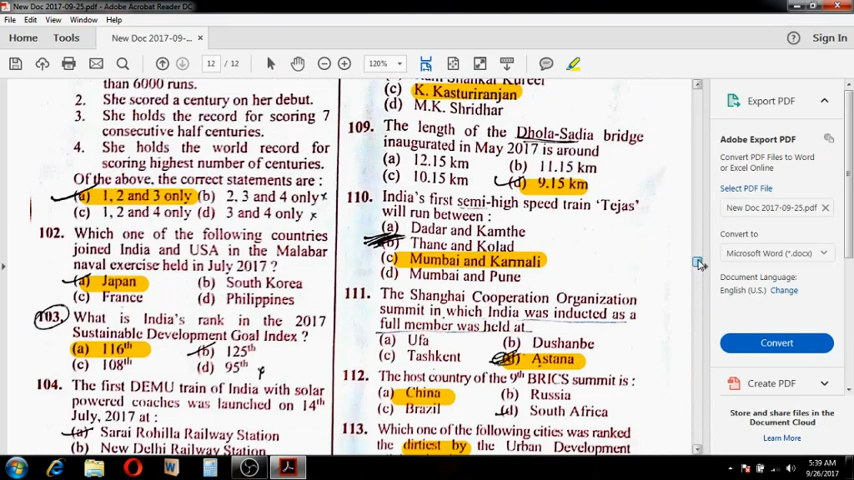 New Doc 2017-09-25.pdf - Adobe Acrobat Reader DC
File Edit View Window Help
Home Tools New Doc 2017-09-25.... × Sign In
12 / 12 120%
than 6000 runs.
2. She scored a century on her debut.
3. She holds the record for scoring 7
consecutive half centuries.
4. She holds the world record for
scoring highest number of centuries.
Of the above, the correct statements are :
(a) 1, 2 and 3 only (b) 2, 3 and 4 only
(c) 1, 2 and 4 only (d) 3 and 4 only
102. Which one of the following countries
joined India and USA in the Malabar
naval exercise held in July 2017 ?
(a) Japan (b) South Korea
(c) France (d) Philippines
103. What is India's rank in the 2017
Sustainable Development Goal Index ?
(a) 116th (b) 125th
(c) 108th (d) 95th
104. The first DEMU train of India with solar
powered coaches was launched on 14th
July, 2017 at :
(a) Sarai Rohilla Railway Station
(b) New Delhi Railway Station
Shankar Kureel
(c) K. Kasturiranjan
(d) M.K. Shridhar
109. The length of the Dhola-Sadia bridge
inaugurated in May 2017 is around
(a) 12.15 km (b) 11.15 km
(c) 10.15 km (d) 9.15 km
110. India's first semi-high speed train 'Tejas'
will run between :
(a) Dadar and Kamthe
(b) Thane and Kolad
(c) Mumbai and Karmali
(d) Mumbai and Pune
111. The Shanghai Cooperation Organization
summit in which India was inducted as a
full member was held at
(a) Ufa (b) Dushanbe
(c) Tashkent (d) Astana
112. The host country of the 9th BRICS summit is :
(a) China (b) Russia
(c) Brazil (d) South Africa
113. Which one of the following cities was ranked
the dirtiest by the Urban Development
Export PDF
Adobe Export PDF
Convert PDF Files to Word
or Excel Online
Select PDF File
New Doc 2017-09-25.pdf ×
Convert to
Microsoft Word (*.docx)
Document Language:
English (U.S.) Change
Convert
Create PDF
Store and share files in the
Document Cloud
Learn More
5:39 AM
9/26/2017